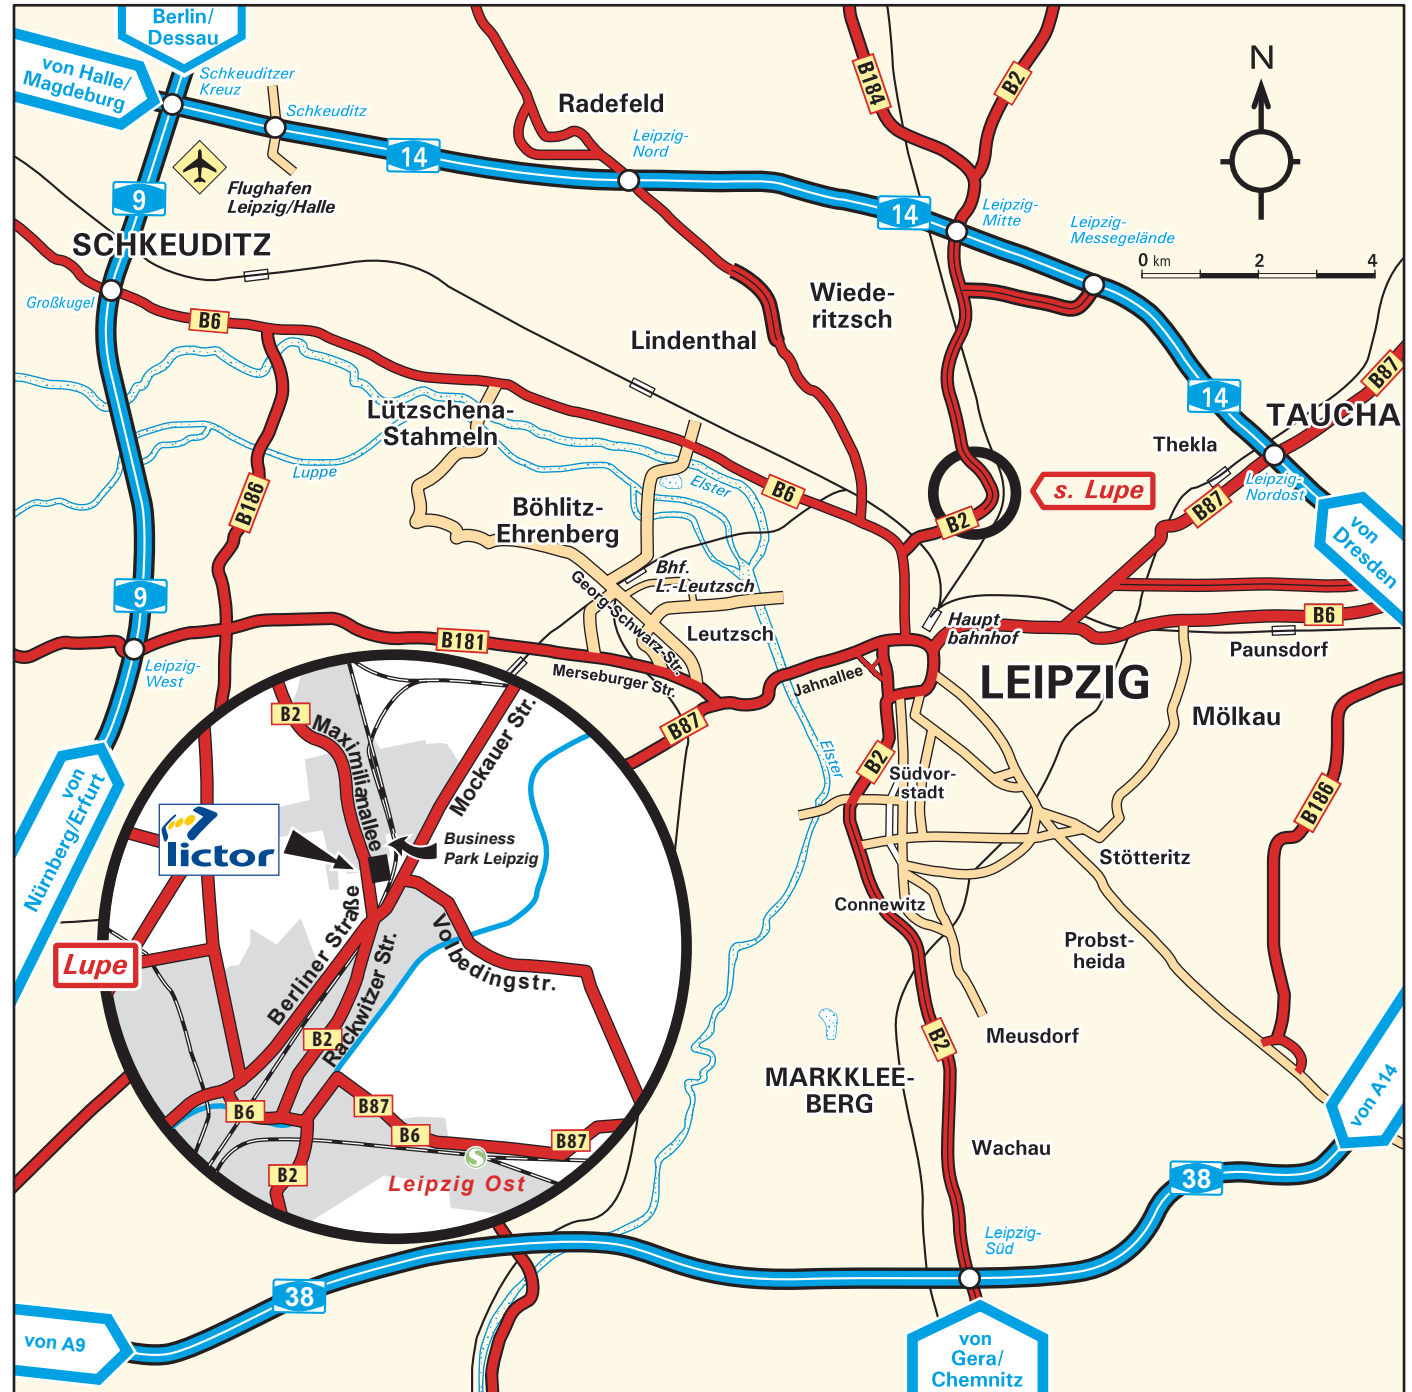 Berlin/
Dessau
von Halle/
Magdeburg
Schkeuditzer
Kreuz
Schkeuditz
14
9
Flughafen
Leipzig/Halle
SCHKEUDITZ
Großkugel
B6
Radefeld
Leipzig-
Nord
B184
B2
N
0 km 2 4
14
Leipzig-
Mitte
Leipzig-
Messegelände
Wiede-
ritzsch
Lindenthal
14
B87
TAUCHA
Thekla
Leipzig-
Nordost
B87
von
Dresden
Lützschena-
Stahmeln
Luppe
B186
Elster
B6
s. Lupe
B2
Böhlitz-
Ehrenberg
Bhf.
L.-Leutzsch
Georg-Schwarz-Str.
Leutzsch
9
B181
Leipzig-
West
Merseburger Str.
Jahnallee
B87
Haupt
bahnhof
LEIPZIG
B6
Paunsdorf
Mölkau
B186
Elster
B2
Südvor-
stadt
Stötteritz
Connewitz
Probst-
heida
B2
Meusdorf
MARKKLEE-
BERG
Wachau
von A14
38
Leipzig-
Süd
von
Gera/
Chemnitz
38
von A9
von
Nürnberg/Erfurt
Lupe
B2
Maximilianallee
Mockauer Str.
lictor
Business
Park Leipzig
Berliner Straße
Volbedingstr.
Rackwitzer Str.
B2
B6
B87
B6
B87
B2
Leipzig Ost
S